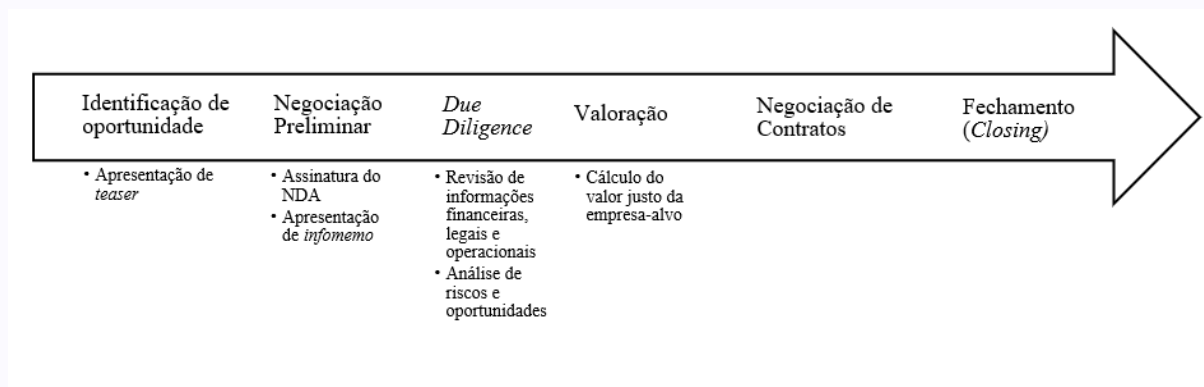 Identificação de
oportunidade
Negociação
Preliminar
Due
Diligence
Valoração
Negociação de
Contratos
Fechamento
(Closing)
• Apresentação de
teaser
• Assinatura do
NDA
• Apresentação
de infomemo
• Revisão de
informações
financeiras,
legais e
operacionais
• Análise de
riscos e
oportunidades
• Cálculo do
valor justo da
empresa-alvo